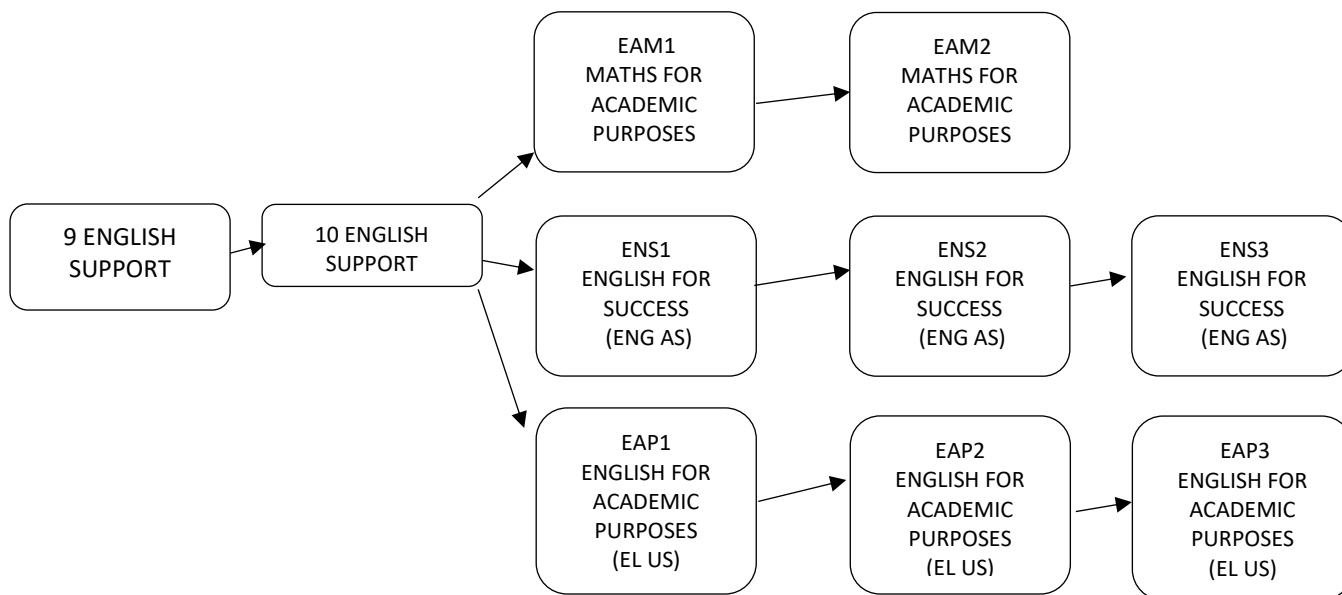 9 ENGLISH
SUPPORT
10 ENGLISH
SUPPORT
EAM1
MATHS FOR
ACADEMIC
PURPOSES
EAM2
MATHS FOR
ACADEMIC
PURPOSES
ENS1
ENGLISH FOR
SUCCESS
(ENG AS)
ENS2
ENGLISH FOR
SUCCESS
(ENG AS)
ENS3
ENGLISH FOR
SUCCESS
(ENG AS)
EAP1
ENGLISH FOR
ACADEMIC
PURPOSES
(EL US)
EAP2
ENGLISH FOR
ACADEMIC
PURPOSES
(EL US)
EAP3
ENGLISH FOR
ACADEMIC
PURPOSES
(EL US)